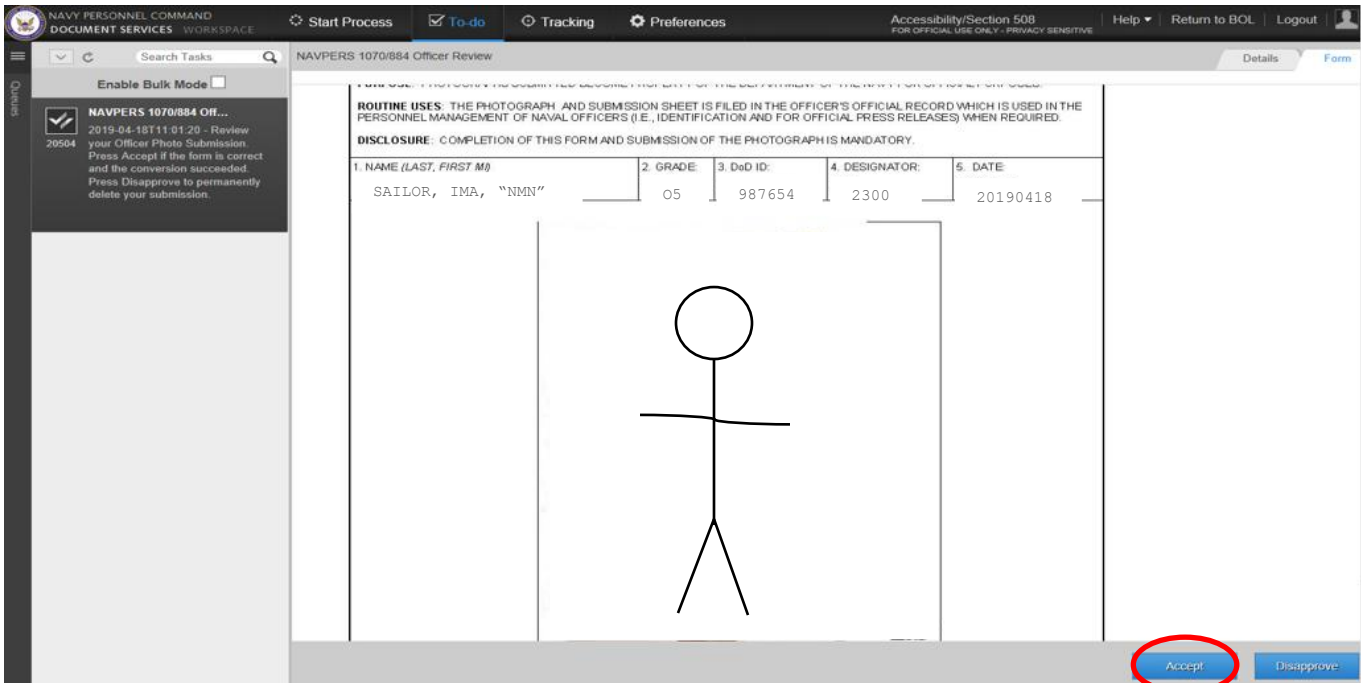 NAVY PERSONNEL COMMAND
DOCUMENT SERVICES WORKSPACE
Start Process
To-do
Tracking
Preferences
Accessibility/Section 508
FOR OFFICIAL USE ONLY - PRIVACY SENSITIVE
Help
Return to BOL
Logout
Queues
Search Tasks
Enable Bulk Mode
NAVPERS 1070/884 Off...
2019-04-18T11:01:20 - Review
your Officer Photo Submission.
Press Accept if the form is correct
and the conversion succeeded.
Press Disapprove to permanently
delete your submission.
20504
NAVPERS 1070/884 Officer Review
Details
Form
ROUTINE USES: THE PHOTOGRAPH AND SUBMISSION SHEET IS FILED IN THE OFFICER'S OFFICIAL RECORD WHICH IS USED IN THE
PERSONNEL MANAGEMENT OF NAVAL OFFICERS (I.E., IDENTIFICATION AND FOR OFFICIAL PRESS RELEASES) WHEN REQUIRED.
DISCLOSURE: COMPLETION OF THIS FORM AND SUBMISSION OF THE PHOTOGRAPH IS MANDATORY.
1. NAME (LAST, FIRST MI) 2. GRADE: 3. DoD ID: 4. DESIGNATOR: 5. DATE:
SAILOR, IMA, “NMN” O5 987654 2300 20190418
Accept
Disapprove